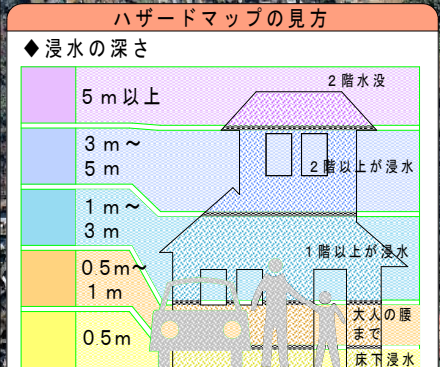 ハザードマップの見方
◆浸水の深さ
2階水没
5m以上
3m～
5m
2階以上が浸水
1m～
3m
1階以上が浸水
0.5m～
1m
大人の腰
まで
0.5m
床下浸水